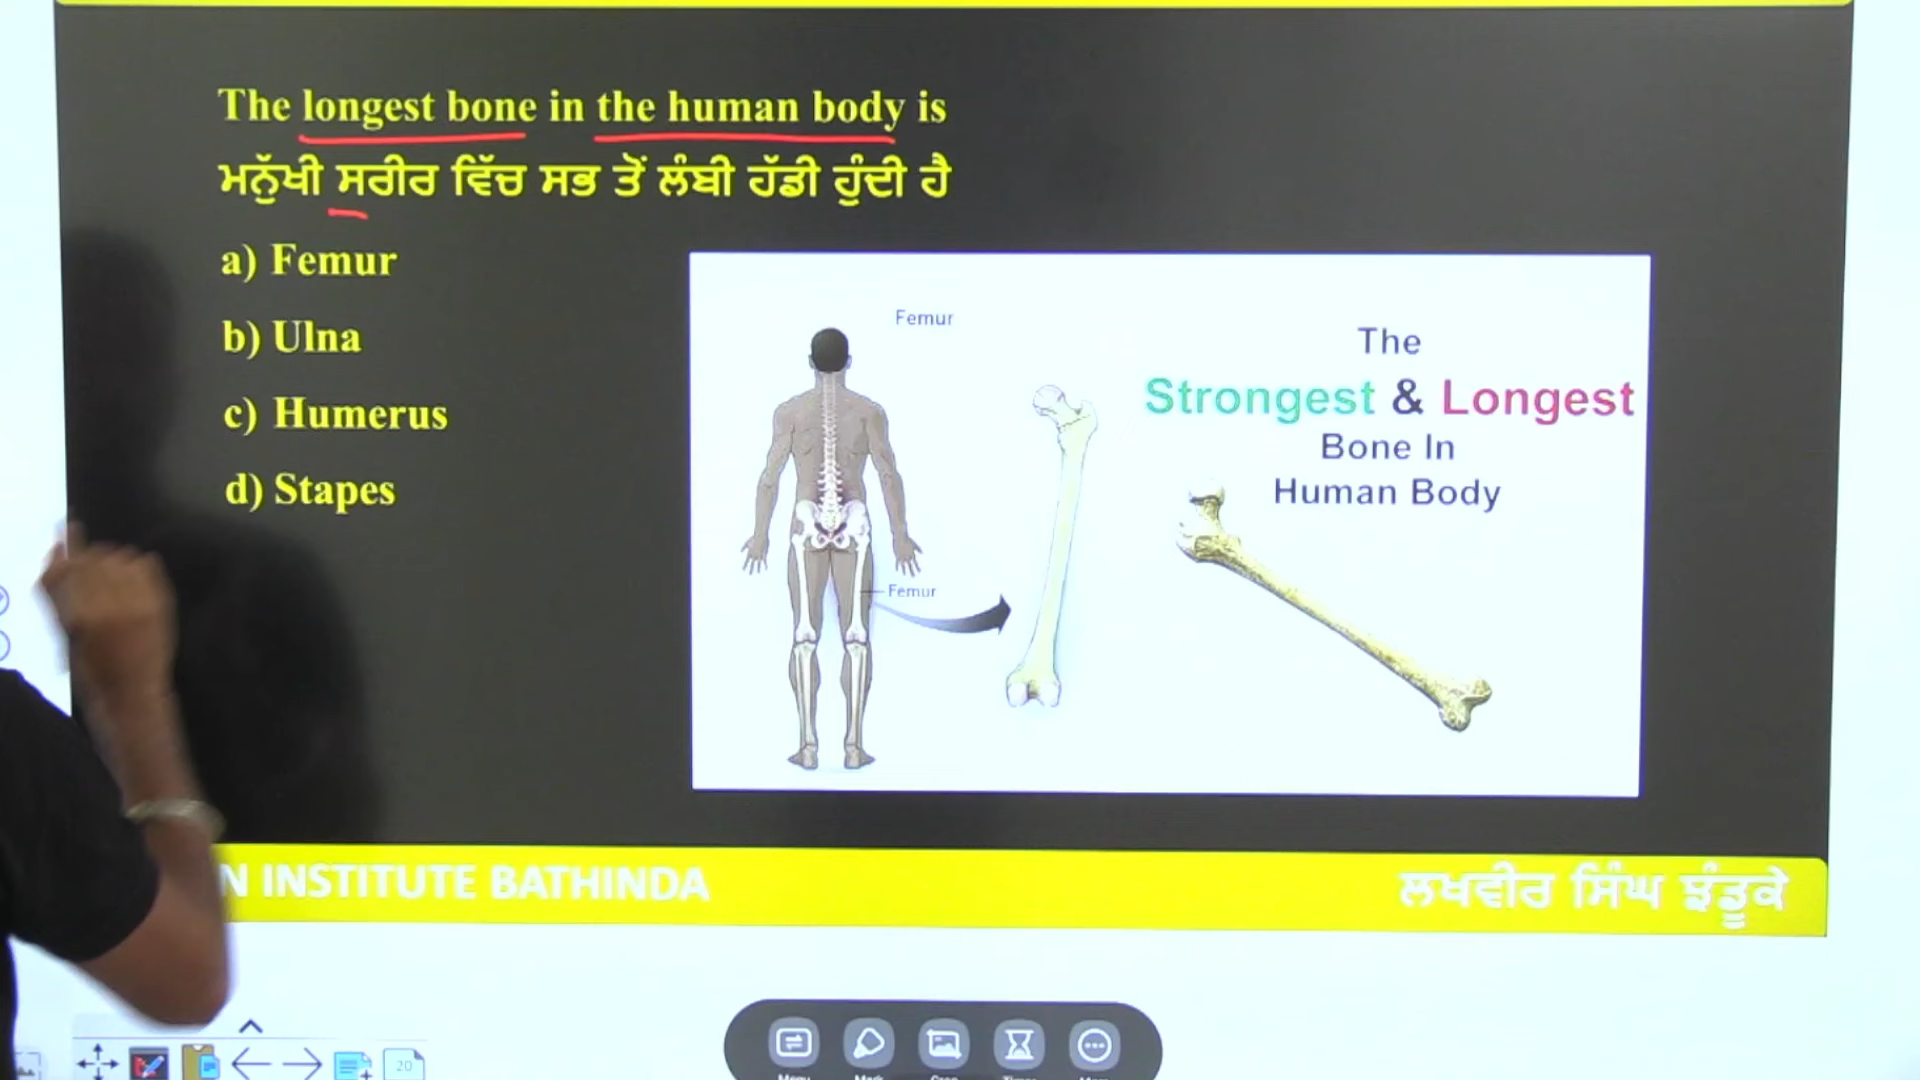 The longest bone in the human body is
ਮਨੁੱਖੀ ਸਰੀਰ ਵਿੱਚ ਸਭ ਤੋਂ ਲੰਬੀ ਹੱਡੀ ਹੁੰਦੀ ਹੈ
a) Femur
b) Ulna
c) Humerus
d) Stapes
Femur
Femur
The
Strongest & Longest
Bone In
Human Body
N INSTITUTE BATHINDA
ਲਖਵੀਰ ਸਿੰਘ ਝੰਡੂਕੇ
20